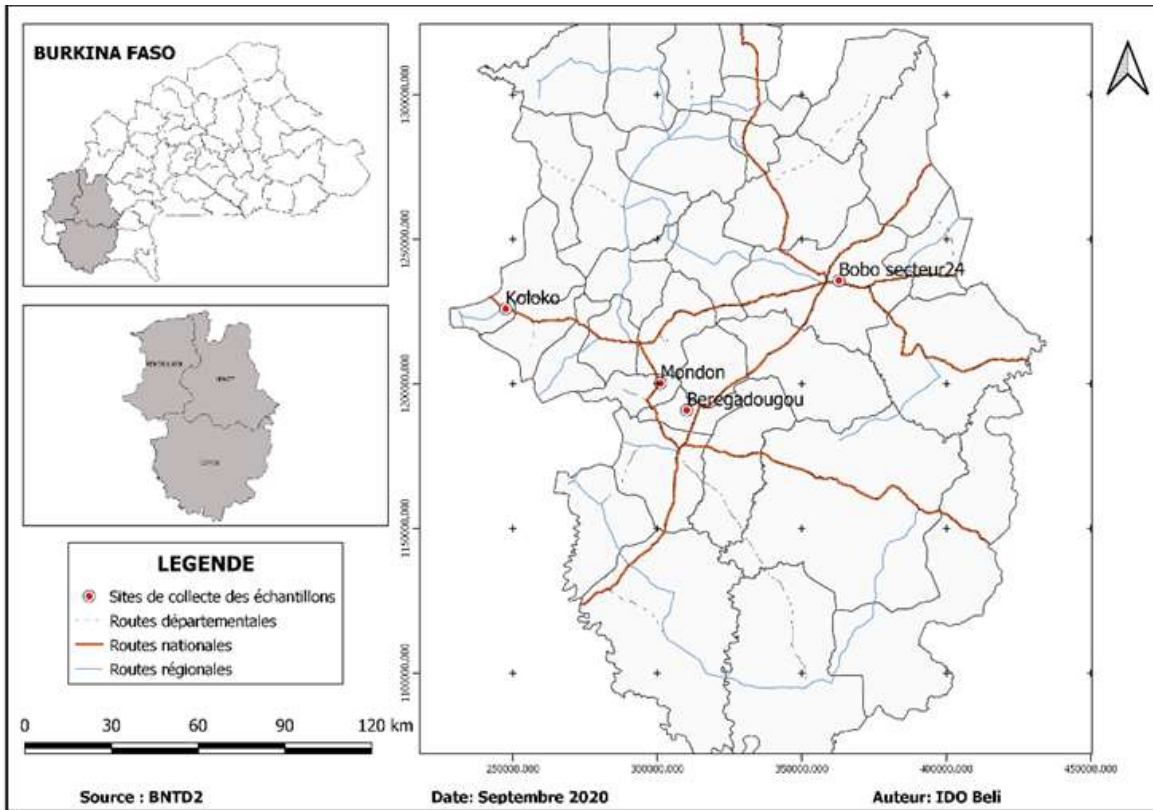 BURKINA FASO
LEGENDE
Sites de collecte des échantillons
Routes départementales
Routes nationales
Routes régionales
0 30 60 90 120 km
Source : BNTD2
1300000.000
1250000.000
1200000.000
1150000.000
1100000.000
Bobo secteur24
Koloko
Mondon
Beregadougou
250000.000 300000.000 350000.000 400000.000 450000.000
Date: Septembre 2020
Auteur: IDO Beli